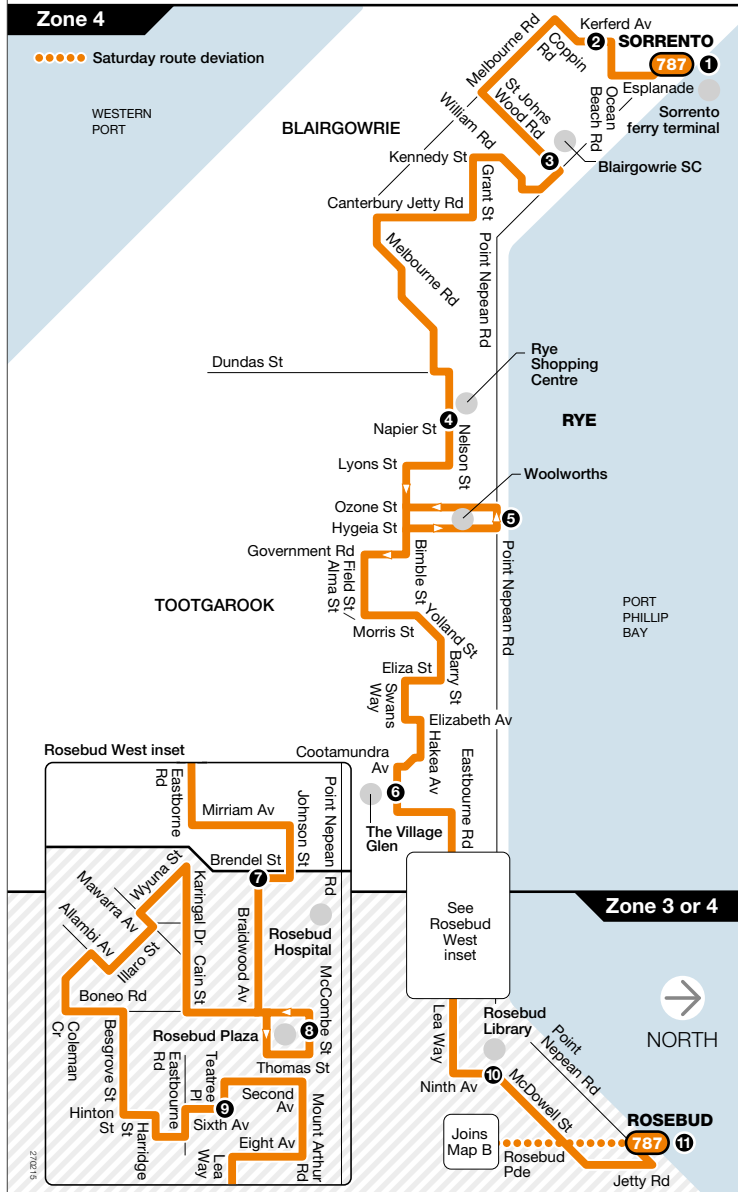 Zone 4
Saturday route deviation
WESTERN
PORT
BLAIRGOWRIE
Melbourne Rd
Coppin
Rd
2
Kerferd Av
SORRENTO
787
1
Esplanade
Ocean
Beach Rd
Sorrento
ferry terminal
St Johns
Wood Rd
William Rd
3
Blairgowrie SC
Kennedy St
Grant St
Canterbury Jetty Rd
Melbourne Rd
Point Nepean Rd
Dundas St
Rye
Shopping
Centre
RYE
Napier St
4
Nelson St
Lyons St
Woolworths
Ozone St
5
Hygeia St
Government Rd
Bimble St
Point Nepean Rd
Field St/
Alma St
TOOTGAROOK
PORT
PHILLIP
BAY
Morris St
Yolland St
Barry St
Eliza St
Swans
Way
Elizabeth Av
Hakea Av
Cootamundra
Av
6
Eastbourne Rd
The Village
Glen
Rosebud West inset
Eastborne
Rd
Mirriam Av
Johnson St
Point Nepean Rd
Brendel St
7
Wyuna St
Mawarra Av
Allambi Av
Illaro St
Karingal Dr
Cain St
Braidwood Av
Rosebud
Hospital
McCombe St
Boneo Rd
Rosebud Plaza
8
Thomas St
Coleman
Cr
Besgrove St
Eastbourne
Rd
Teatree
Pl
Second
Av
Mount Arthur
Rd
9
Sixth Av
Hinton
St
Harridge
St
Eight Av
Lea
Way
See
Rosebud
West
inset
Zone 3 or 4
NORTH
Lea Way
Rosebud
Library
Point
Nepean Rd
Ninth Av
10
McDowell St
ROSEBUD
787
11
Joins
Map B
Rosebud
Pde
Jetty Rd
270215